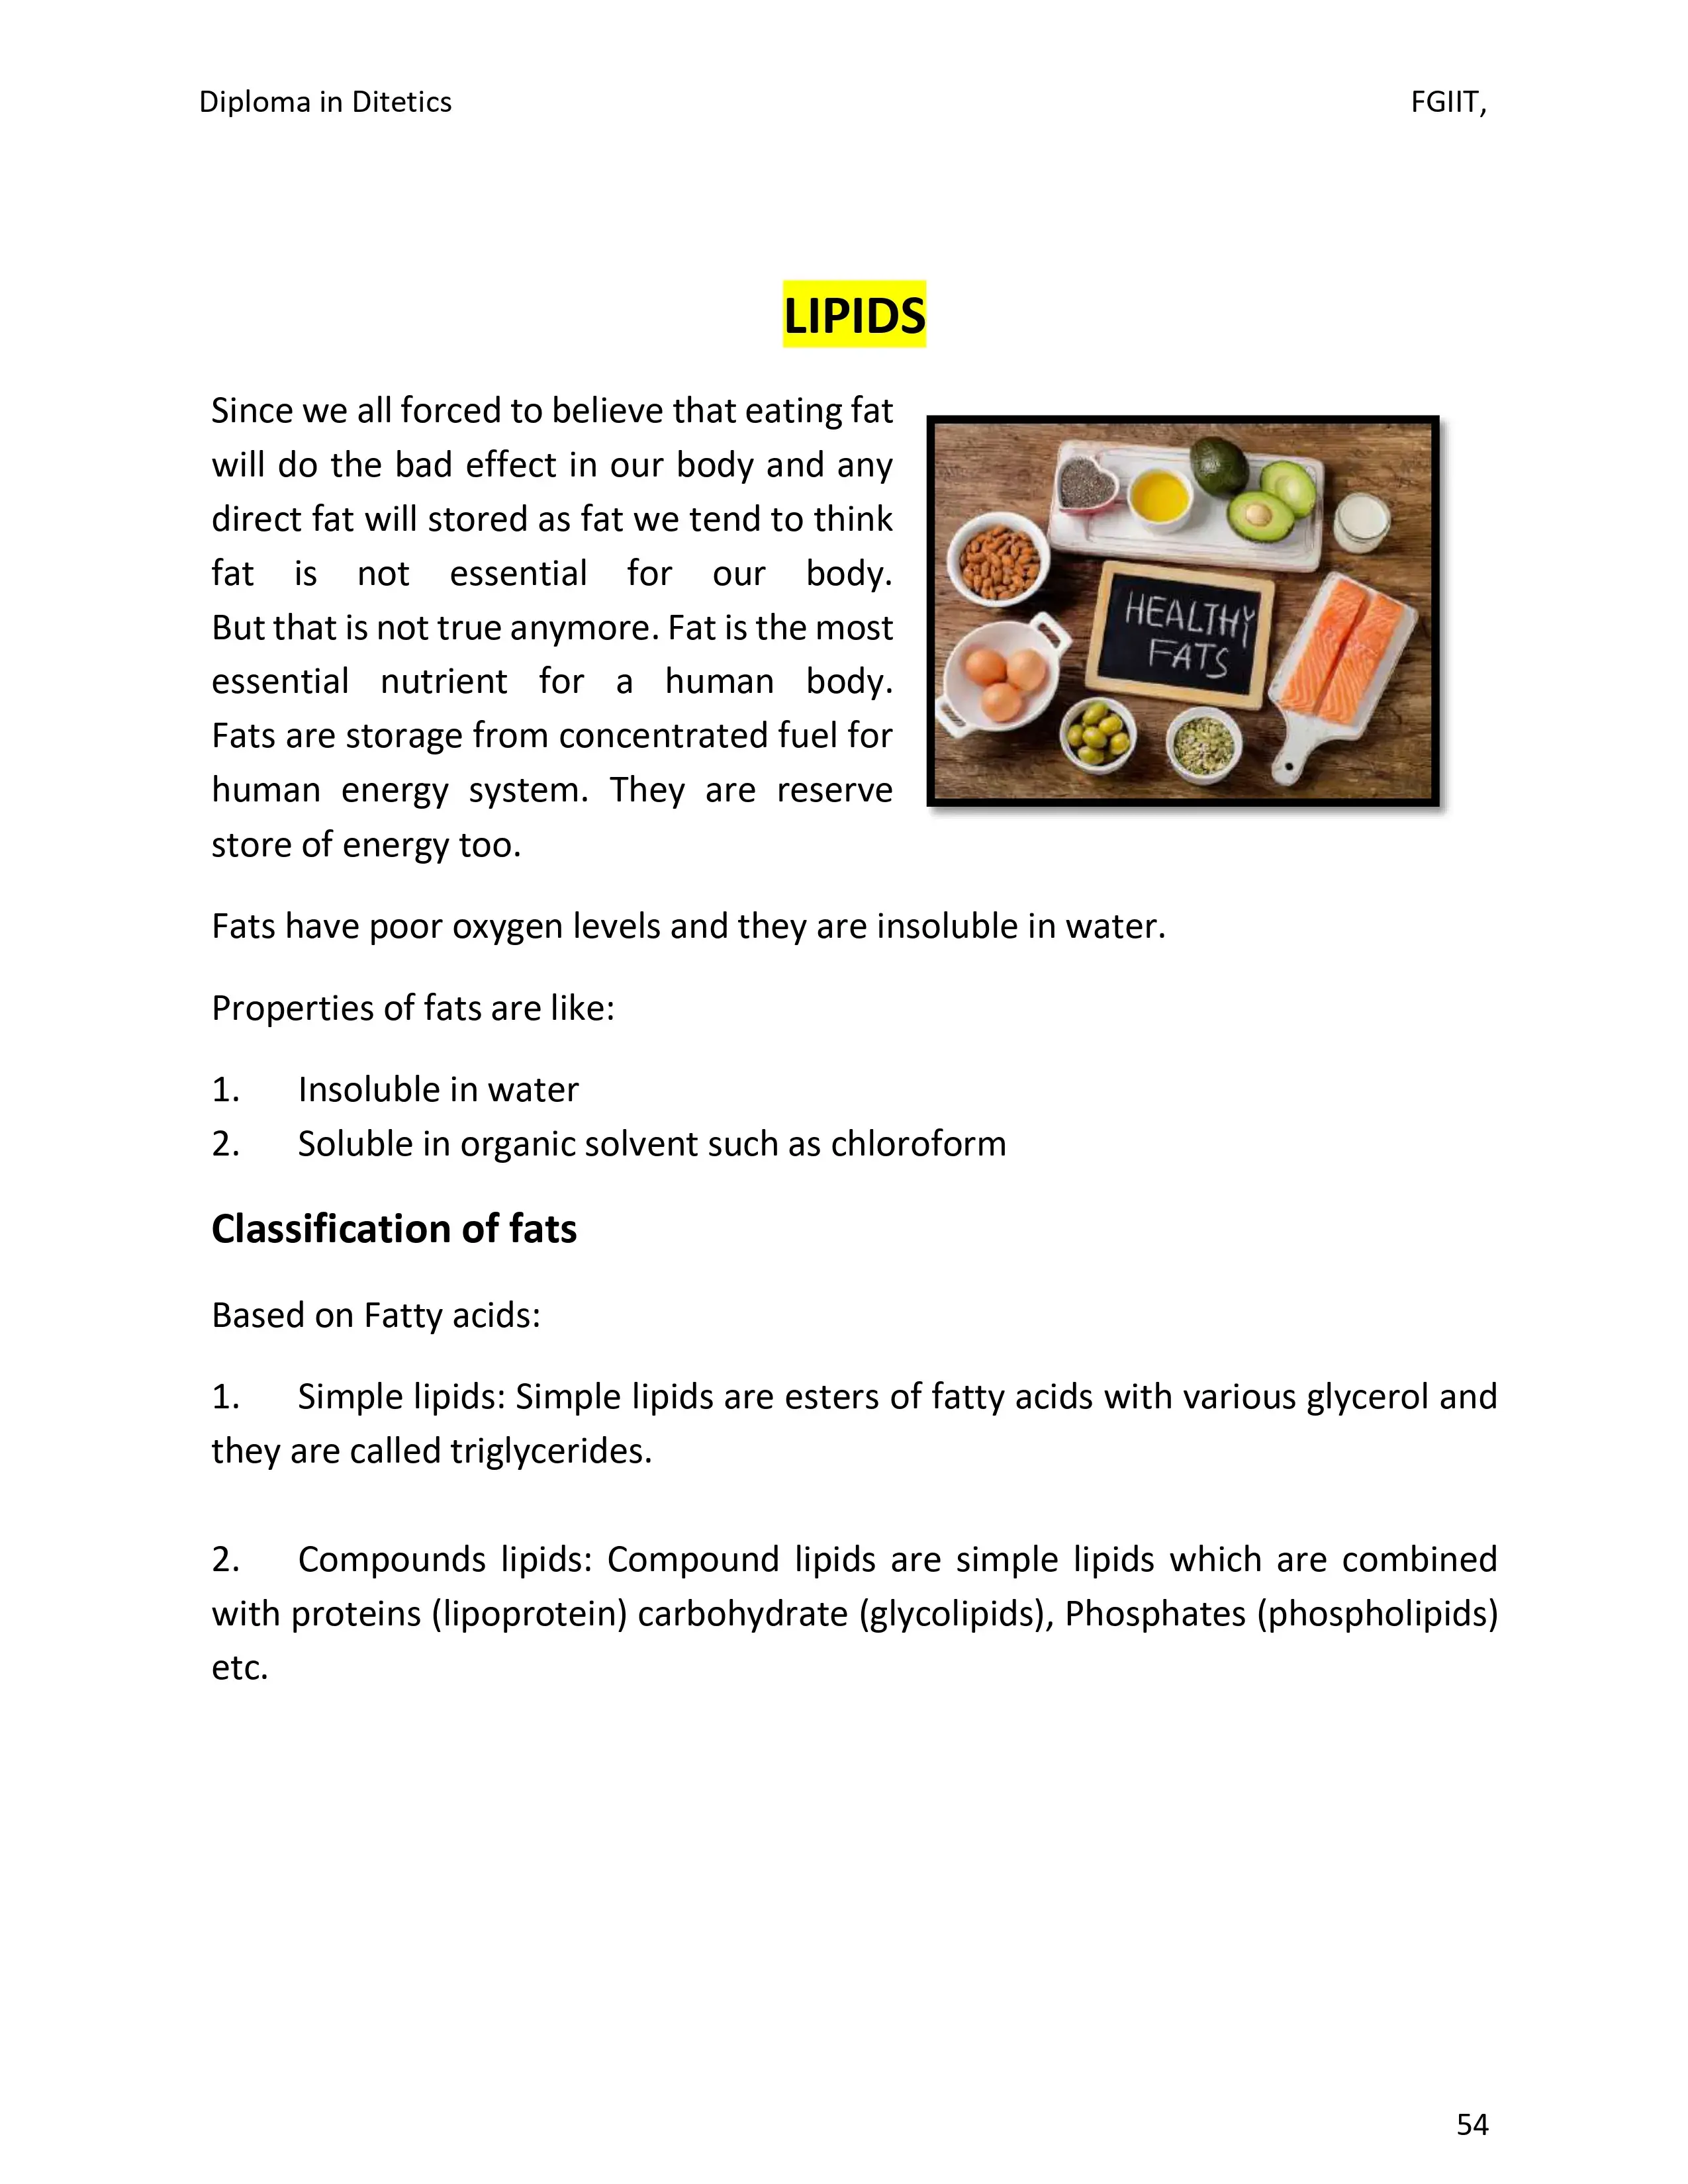 Diploma in Ditetics
FGIIT,
LIPIDS
Since we all forced to believe that eating fat
will do the bad effect in our body and any
direct fat will stored as fat we tend to think
fat is not essential for our body.
But that is not true anymore. Fat is the most
essential nutrient for a human body.
Fats are storage from concentrated fuel for
human energy system. They are reserve
store of energy too.
HEALTHY
FATS
Fats have poor oxygen levels and they are insoluble in water.
Properties of fats are like:
1. Insoluble in water
2. Soluble in organic solvent such as chloroform
Classification of fats
Based on Fatty acids:
1. Simple lipids: Simple lipids are esters of fatty acids with various glycerol and
they are called triglycerides.
2. Compounds lipids: Compound lipids are simple lipids which are combined
with proteins (lipoprotein) carbohydrate (glycolipids), Phosphates (phospholipids)
etc.
54